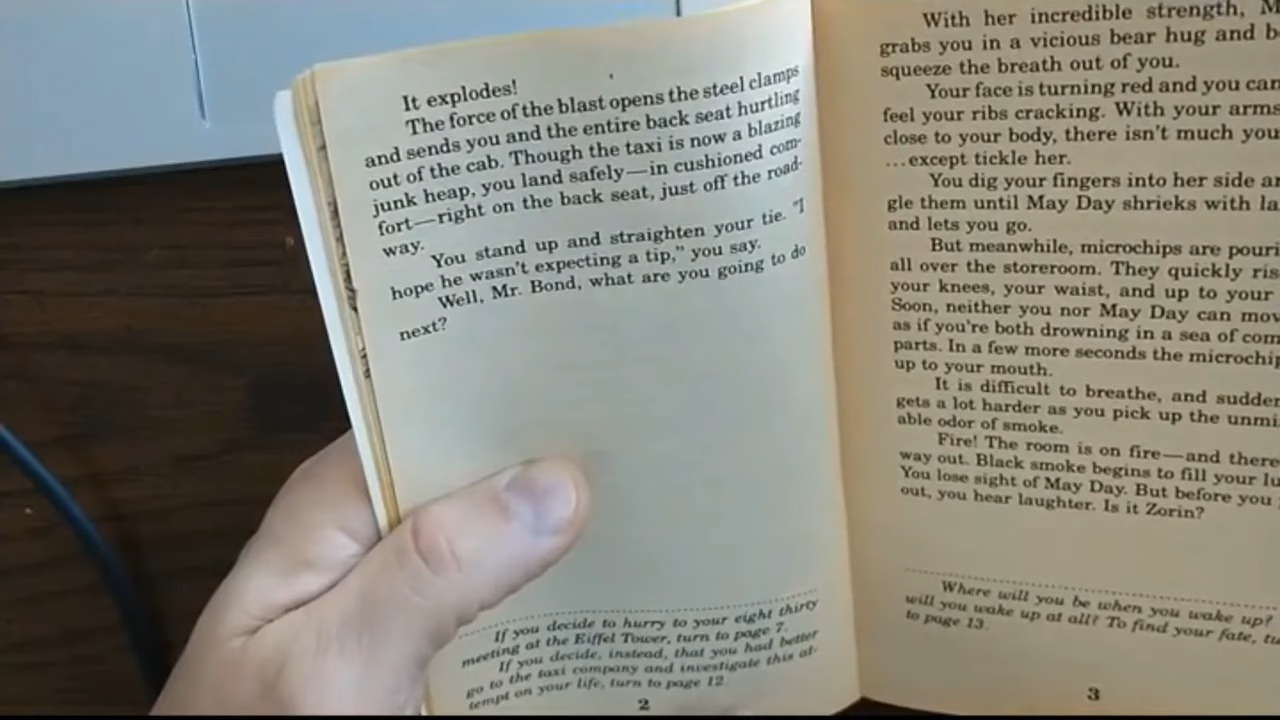 It explodes!
The force of the blast opens the steel clamps
and sends you and the entire back seat hurtling
out of the cab. Though the taxi is now a blazing
junk heap, you land safely—in cushioned com-
fort—right on the back seat, just off the road-
way.
You stand up and straighten your tie. "I
hope he wasn't expecting a tip," you say.
Well, Mr. Bond, what are you going to do
next?
If you decide to hurry to your eight thirty
meeting at the Eiffel Tower, turn to page 7.
If you decide, instead, that you had better
go to the taxi company and investigate this at-
tempt on your life, turn to page 12.
2
With her incredible strength, M
grabs you in a vicious bear hug and b
squeeze the breath out of you.
Your face is turning red and you can
feel your ribs cracking. With your arms
close to your body, there isn't much you
...except tickle her.
You dig your fingers into her side a
gle them until May Day shrieks with la
and lets you go.
But meanwhile, microchips are pouri
all over the storeroom. They quickly ris
your knees, your waist, and up to your
Soon, neither you nor May Day can mov
as if you're both drowning in a sea of com
parts. In a few more seconds the microchip
up to your mouth.
It is difficult to breathe, and sudden
gets a lot harder as you pick up the unmi
able odor of smoke.
Fire! The room is on fire—and there
way out. Black smoke begins to fill your lu
You lose sight of May Day. But before you
out, you hear laughter. Is it Zorin?
Where will you be when you wake up?
will you wake up at all? To find your fate, tu
to page 13.
3